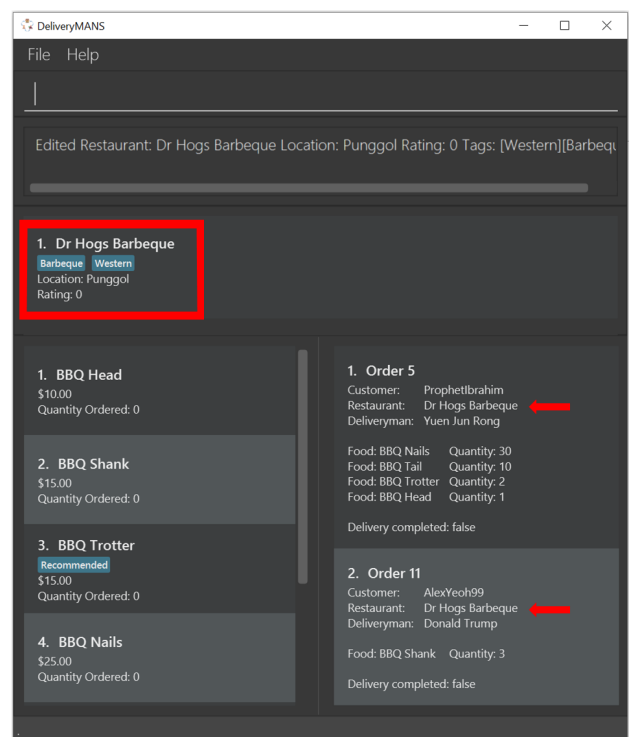 DeliveryMANS
File Help
Edited Restaurant: Dr Hogs Barbeque Location: Punggol Rating: 0 Tags: [Western][Barbequ
1. Dr Hogs Barbeque
Barbeque Western
Location: Punggol
Rating: 0
1. BBQ Head
$10.00
Quantity Ordered: 0
2. BBQ Shank
$15.00
Quantity Ordered: 0
3. BBQ Trotter
Recommended
$15.00
Quantity Ordered: 0
4. BBQ Nails
$25.00
Quantity Ordered: 0
1. Order 5
Customer: ProphetIbrahim
Restaurant: Dr Hogs Barbeque
Deliveryman: Yuen Jun Rong
Food: BBQ Nails Quantity: 30
Food: BBQ Tail Quantity: 10
Food: BBQ Trotter Quantity: 2
Food: BBQ Head Quantity: 1
Delivery completed: false
2. Order 11
Customer: AlexYeoh99
Restaurant: Dr Hogs Barbeque
Deliveryman: Donald Trump
Food: BBQ Shank Quantity: 3
Delivery completed: false